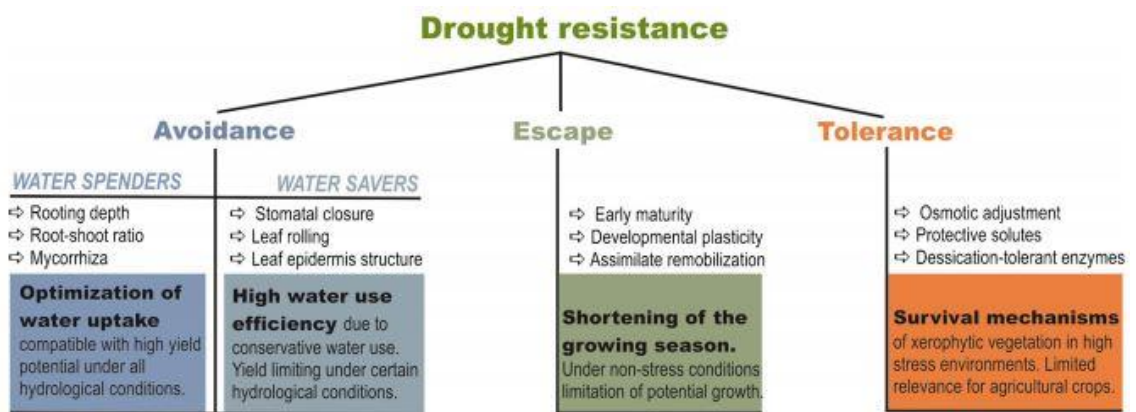 Drought resistance
Avoidance
Escape
Tolerance
WATER SPENDERS
⇨ Rooting depth
⇨ Root-shoot ratio
⇨ Mycorrhiza
Optimization of
water uptake
compatible with high yield
potential under all
hydrological conditions.
WATER SAVERS
⇨ Stomatal closure
⇨ Leaf rolling
⇨ Leaf epidermis structure
High water use
efficiency due to
conservative water use.
Yield limiting under certain
hydrological conditions.
⇨ Early maturity
⇨ Developmental plasticity
⇨ Assimilate remobilization
Shortening of the
growing season.
Under non-stress conditions
limitation of potential growth.
⇨ Osmotic adjustment
⇨ Protective solutes
⇨ Dessication-tolerant enzymes
Survival mechanisms
of xerophytic vegetation in high
stress environments. Limited
relevance for agricultural crops.